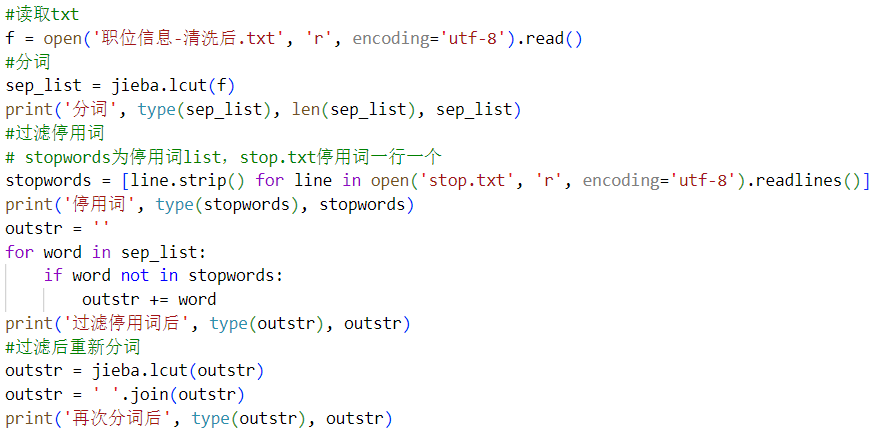 #读取txt
f = open('职位信息-清洗后.txt', 'r', encoding='utf-8').read()
#分词
sep_list = jieba.lcut(f)
print('分词', type(sep_list), len(sep_list), sep_list)
#过滤停用词
# stopwords为停用词list，stop.txt停用词一行一个
stopwords = [line.strip() for line in open('stop.txt', 'r', encoding='utf-8').readlines()]
print('停用词', type(stopwords), stopwords)
outstr = ''
for word in sep_list:
    if word not in stopwords:
        outstr += word
print('过滤停用词后', type(outstr), outstr)
#过滤后重新分词
outstr = jieba.lcut(outstr)
outstr = ' '.join(outstr)
print('再次分词后', type(outstr), outstr)